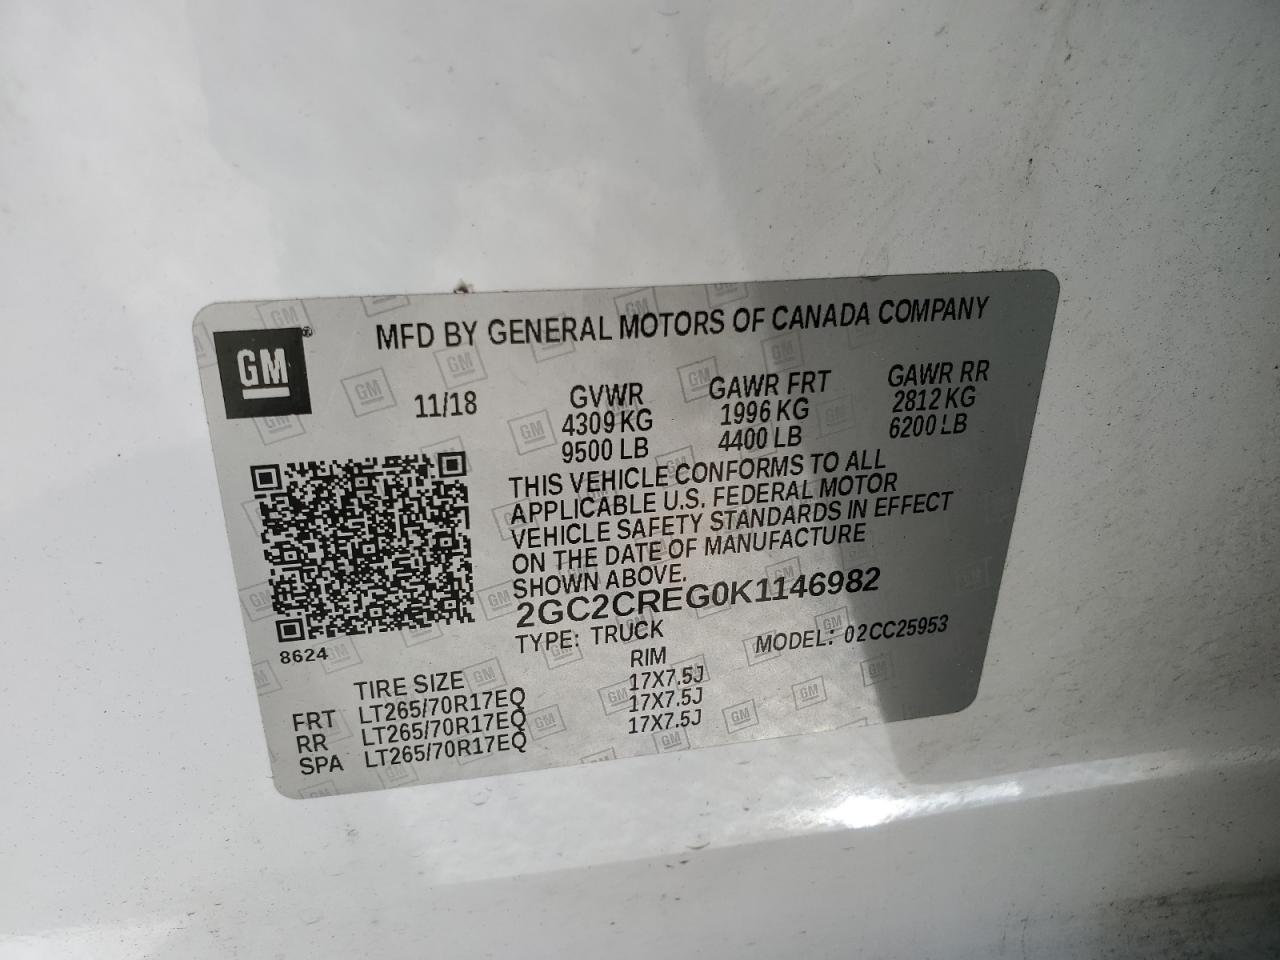 GM®
MFD BY GENERAL MOTORS OF CANADA COMPANY
11/18
GVWR
4309 KG
9500 LB
GAWR FRT
1996 KG
4400 LB
GAWR RR
2812 KG
6200 LB
THIS VEHICLE CONFORMS TO ALL
APPLICABLE U.S. FEDERAL MOTOR
VEHICLE SAFETY STANDARDS IN EFFECT
ON THE DATE OF MANUFACTURE
SHOWN ABOVE.
2GC2CREG0K1146982
TYPE: TRUCK MODEL: 02CC25953
8624
TIRE SIZE RIM
FRT LT265/70R17EQ 17X7.5J
RR LT265/70R17EQ 17X7.5J
SPA LT265/70R17EQ 17X7.5J